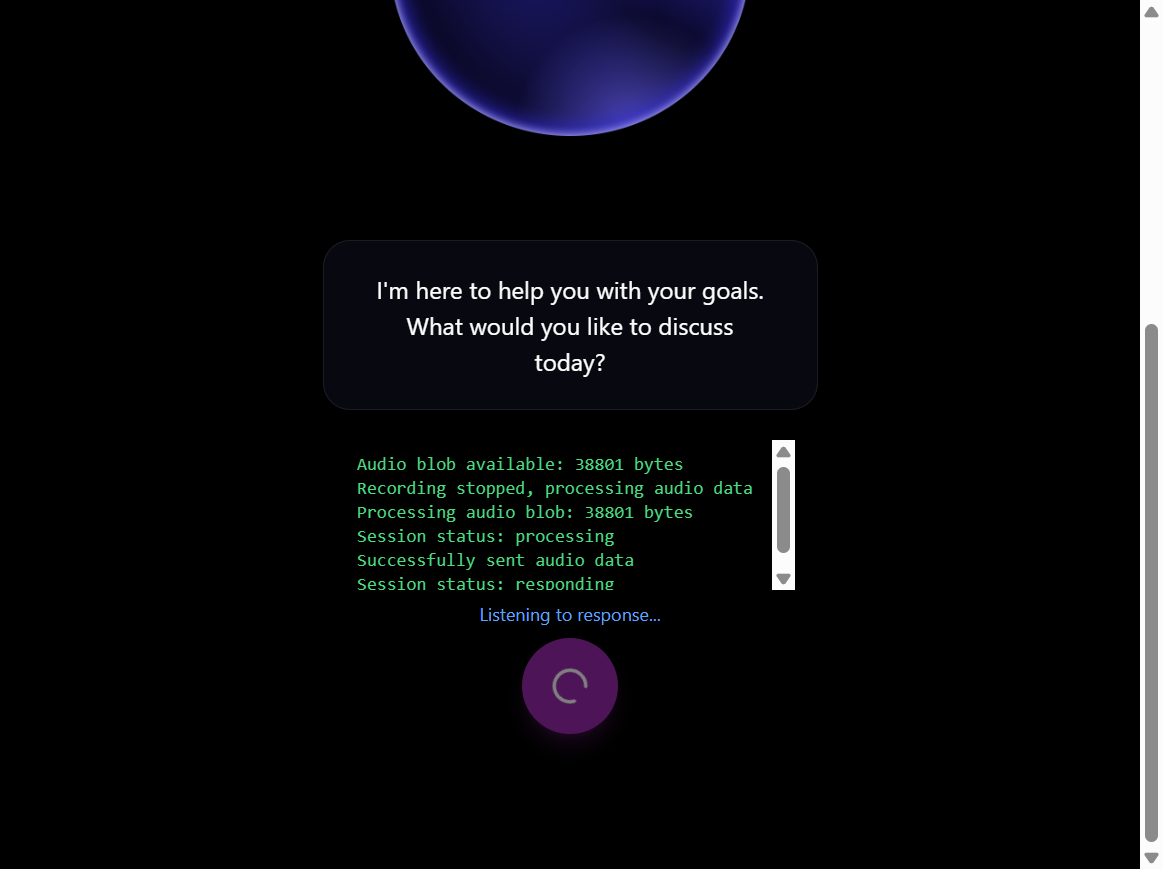 I'm here to help you with your goals.
What would you like to discuss
today?
Audio blob available: 38801 bytes
Recording stopped, processing audio data
Processing audio blob: 38801 bytes
Session status: processing
Successfully sent audio data
Session status: responding
Listening to response...